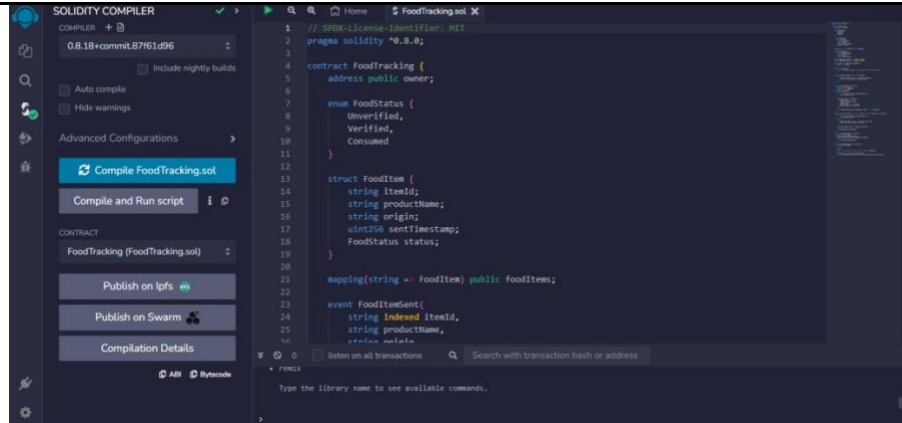 SOLIDITY COMPILER
COMPILER
0.8.18+commit.87f61d96
Include nightly builds
Auto compile
Hide warnings
Advanced Configurations
Compile FoodTracking.sol
Compile and Run script
CONTRACT
FoodTracking (FoodTracking.sol)
Publish on Ipfs
Publish on Swarm
Compilation Details
ABI Bytecode
Home FoodTracking.sol
1 // SPDX-License-Identifier: MIT
2 pragma solidity ^0.8.0;
3
4 contract FoodTracking {
5 address public owner;
6
7 enum FoodStatus {
8 Unverified,
9 Verified,
10 Consumed
11 }
12
13 struct FoodItem {
14 string itemId;
15 string productName;
16 string origin;
17 uint256 sentTimestamp;
18 FoodStatus status;
19 }
20
21 mapping(string => FoodItem) public foodItems;
22
23 event FoodItemSent(
24 string indexed itemId,
25 string productName,
26 string origin
0 listen on all transactions Search with transaction hash or address
remix
Type the library name to see available commands.
>